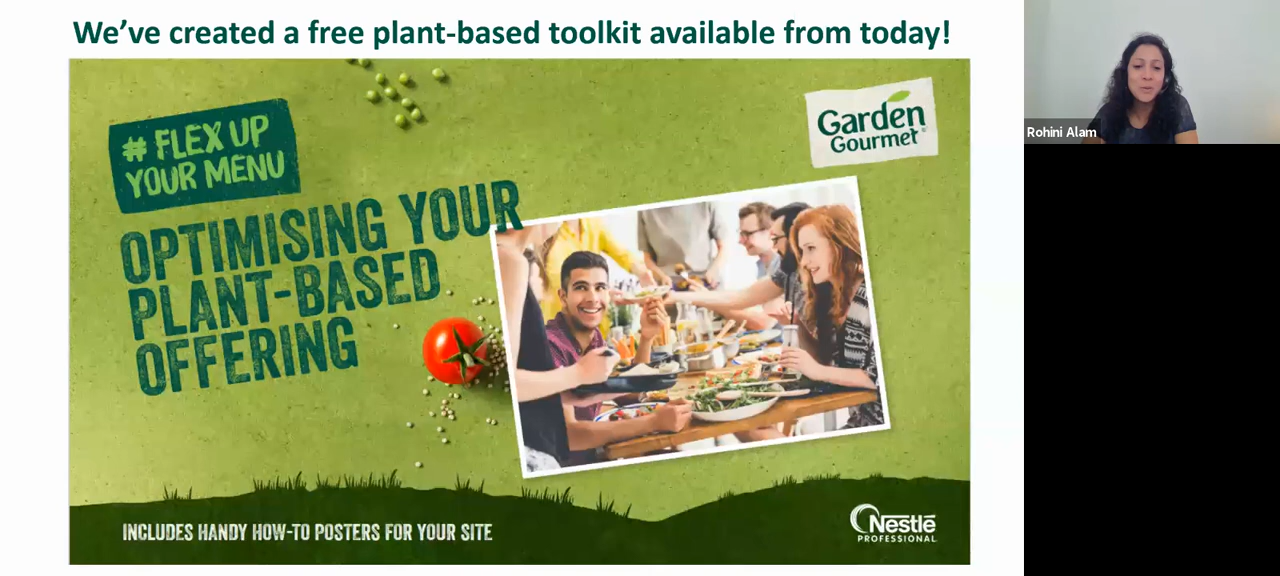 We've created a free plant-based toolkit available from today!
# FLEX UP
YOUR MENU
Garden
Gourmet®
OPTIMISING YOUR
PLANT-BASED
OFFERING
INCLUDES HANDY HOW-TO POSTERS FOR YOUR SITE
Nestlé
PROFESSIONAL
Rohini Alam